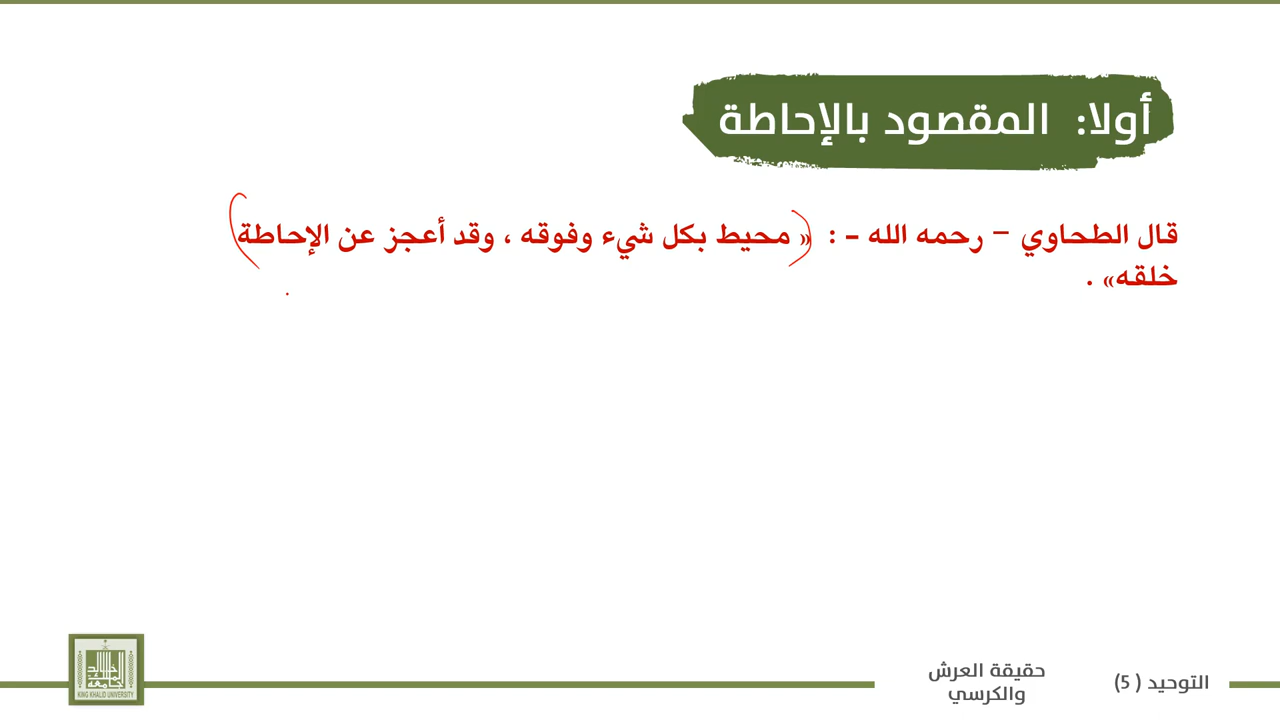 أولا: المقصود بالإحاطة
قال الطحاوي – رحمه الله - : « محيط بكل شيء وفوقه ، وقد أعجز عن الإحاطة
خلقه» .
حقيقة العرش
والكرسي
التوحيد ( 5)
KING KHALID UNIVERSITY